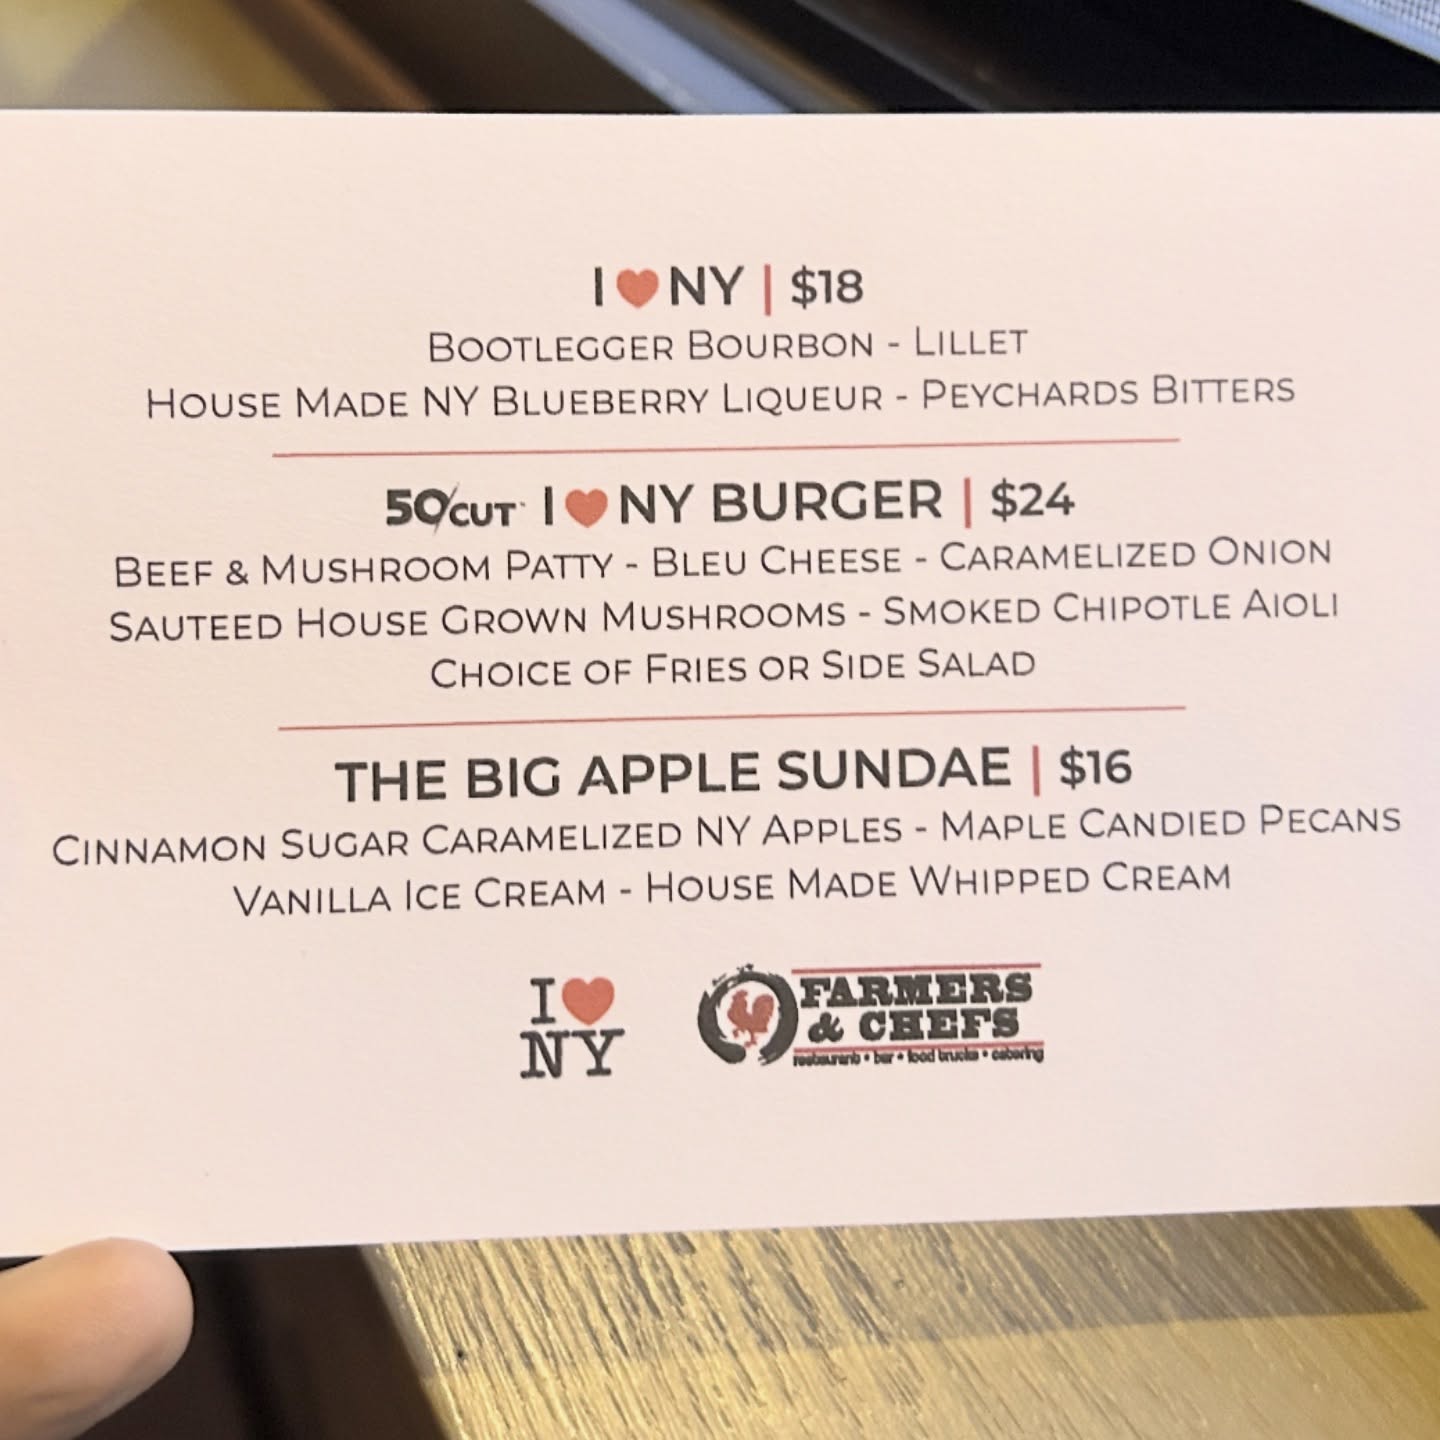 I ❤ NY | $18
BOOTLEGGER BOURBON - LILLET
HOUSE MADE NY BLUEBERRY LIQUEUR - PEYCHARDS BITTERS
50/CUT I ❤ NY BURGER | $24
BEEF & MUSHROOM PATTY - BLEU CHEESE - CARAMELIZED ONION
SAUTEED HOUSE GROWN MUSHROOMS - SMOKED CHIPOTLE AIOLI
CHOICE OF FRIES OR SIDE SALAD
THE BIG APPLE SUNDAE | $16
CINNAMON SUGAR CARAMELIZED NY APPLES - MAPLE CANDIED PECANS
VANILLA ICE CREAM - HOUSE MADE WHIPPED CREAM
I ❤
NY
FARMERS
& CHEFS
restaurant • bar • food trucks • catering